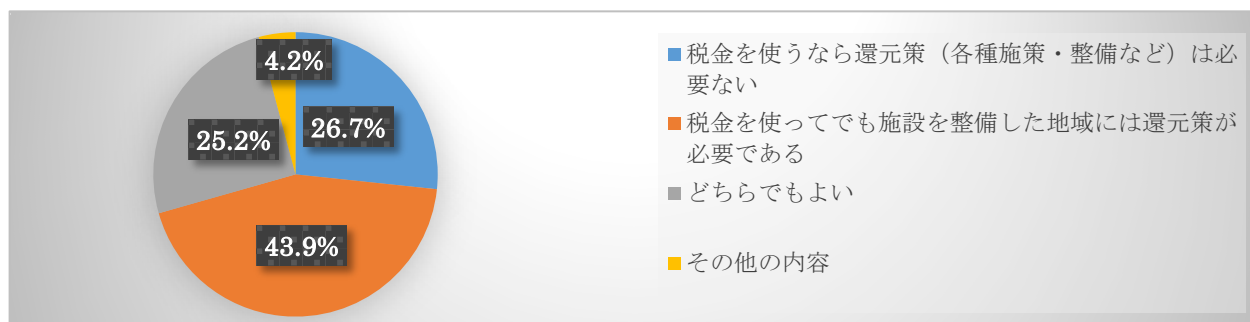 4.2%
26.7%
25.2%
43.9%
税金を使うなら還元策（各種施策・整備など）は必
要ない
税金を使ってでも施設を整備した地域には還元策が
必要である
どちらでもよい
その他の内容